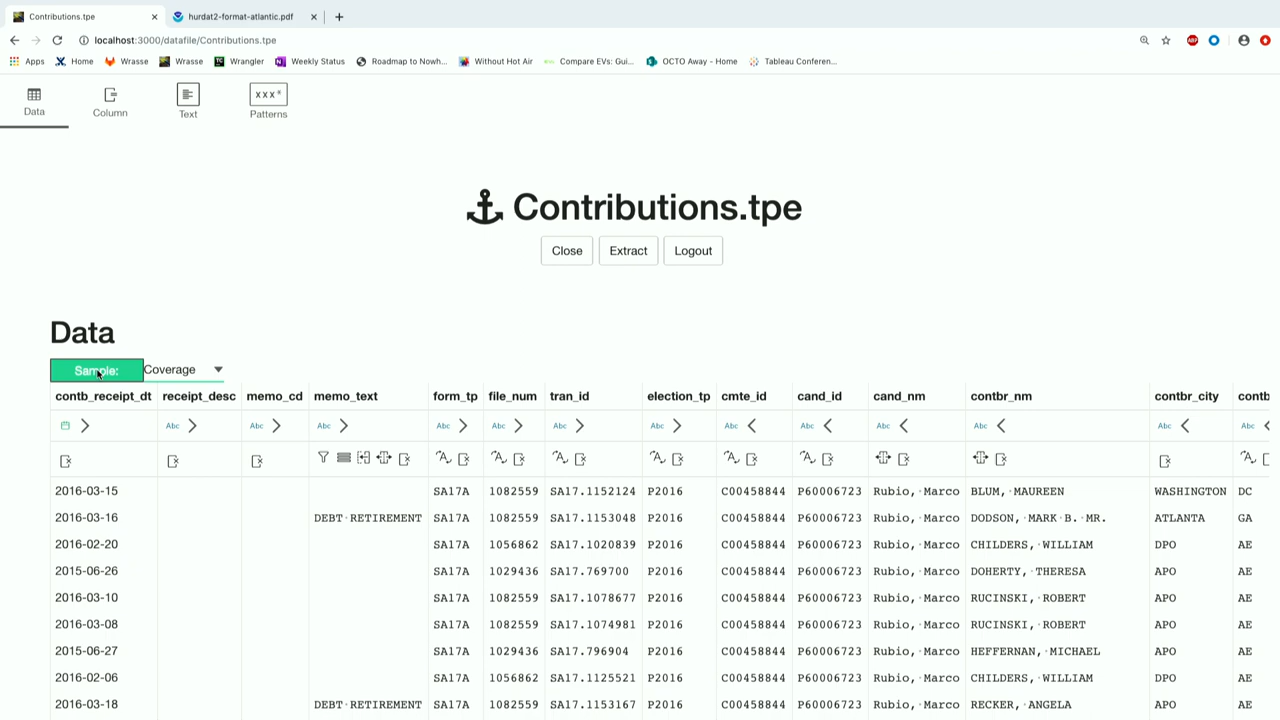 Contributions.tpe
hurdat2-format-atlantic.pdf
localhost:3000/datafile/Contributions.tpe
Apps Home Wrasse Wrasse Wrangler Weekly Status Roadmap to Nowh... Without Hot Air Compare EVs: Gui... OCTO Away - Home Tableau Conferen...
xxx*
Data Column Text Patterns
Contributions.tpe
Close Extract Logout
Data
Sample: Coverage
contb_receipt_dt receipt_desc memo_cd memo_text form_tp file_num tran_id election_tp cmte_id cand_id cand_nm contbr_nm contbr_city contb
Abc Abc Abc Abc Abc Abc Abc Abc Abc Abc Abc Abc Abc
2016-03-15 SA17A 1082559 SA17.1152124 P2016 C00458844 P60006723 Rubio,·Marco BLUM,·MAUREEN WASHINGTON DC
2016-03-16 DEBT·RETIREMENT SA17A 1082559 SA17.1153048 P2016 C00458844 P60006723 Rubio,·Marco DODSON,·MARK·B.·MR. ATLANTA GA
2016-02-20 SA17A 1056862 SA17.1020839 P2016 C00458844 P60006723 Rubio,·Marco CHILDERS,·WILLIAM DPO AE
2015-06-26 SA17A 1029436 SA17.769700 P2016 C00458844 P60006723 Rubio,·Marco DOHERTY,·THERESA APO AE
2016-03-10 SA17A 1082559 SA17.1078677 P2016 C00458844 P60006723 Rubio,·Marco RUCINSKI,·ROBERT APO AE
2016-03-08 SA17A 1082559 SA17.1074981 P2016 C00458844 P60006723 Rubio,·Marco RUCINSKI,·ROBERT APO AE
2015-06-27 SA17A 1029436 SA17.796904 P2016 C00458844 P60006723 Rubio,·Marco HEFFERNAN,·MICHAEL APO AE
2016-02-06 SA17A 1056862 SA17.1125521 P2016 C00458844 P60006723 Rubio,·Marco CHILDERS,·WILLIAM DPO AE
2016-03-18 DEBT·RETIREMENT SA17A 1082559 SA17.1153167 P2016 C00458844 P60006723 Rubio,·Marco RECKER,·ANGELA APO AE